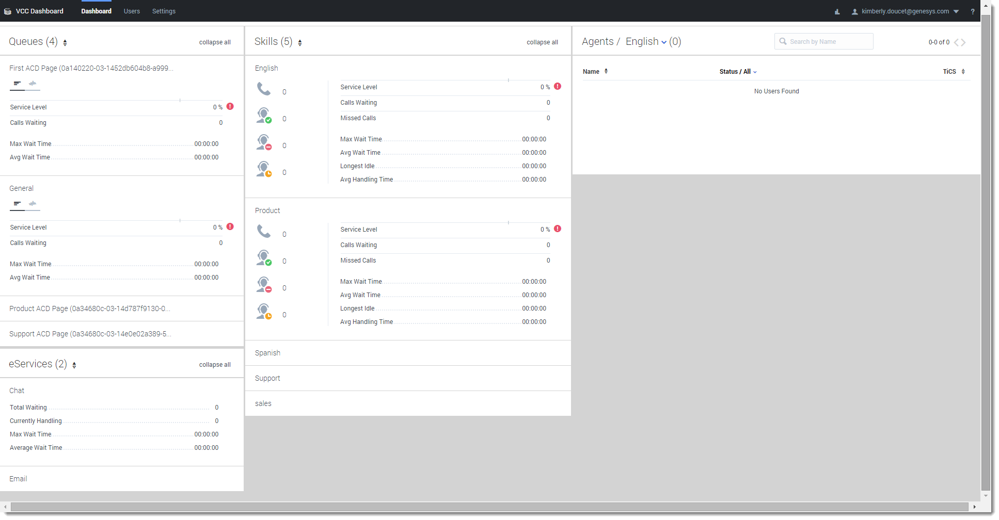 VCC Dashboard Dashboard Users Settings kimberly.doucet@genesys.com ?
Queues (4) collapse all
First ACD Page (0a140220-03-1452db604b8-a999...
Service Level 0 %
Calls Waiting 0
Max Wait Time 00:00:00
Avg Wait Time 00:00:00
General
Service Level 0 %
Calls Waiting 0
Max Wait Time 00:00:00
Avg Wait Time 00:00:00
Product ACD Page (0a34680c-03-14d787f9130-0...
Support ACD Page (0a34680c-03-14e0e02a389-5...
eServices (2) collapse all
Chat
Total Waiting 0
Currently Handling 0
Max Wait Time 00:00:00
Average Wait Time 00:00:00
Email
Skills (5) collapse all
English
0
0
0
0
Service Level 0 %
Calls Waiting 0
Missed Calls 0
Max Wait Time 00:00:00
Avg Wait Time 00:00:00
Longest Idle 00:00:00
Avg Handling Time 00:00:00
Product
0
0
0
0
Service Level 0 %
Calls Waiting 0
Missed Calls 0
Max Wait Time 00:00:00
Avg Wait Time 00:00:00
Longest Idle 00:00:00
Avg Handling Time 00:00:00
Spanish
Support
sales
Agents / English (0) Search by Name 0-0 of 0
Name Status / All TiCS
No Users Found